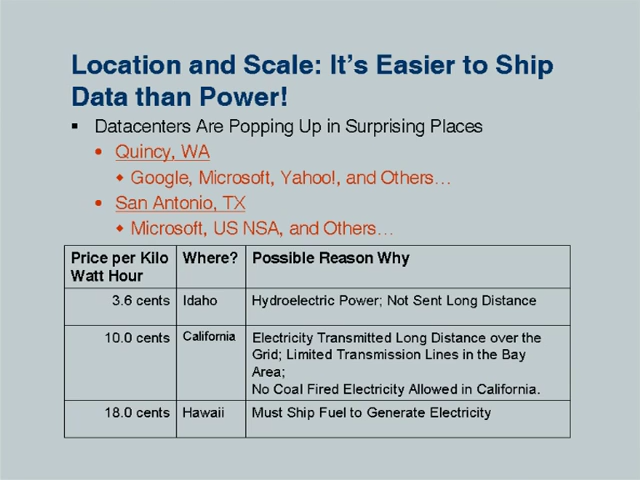 Location and Scale: It's Easier to Ship
Data than Power!
▪ Datacenters Are Popping Up in Surprising Places
• Quincy, WA
◆ Google, Microsoft, Yahoo!, and Others…
• San Antonio, TX
◆ Microsoft, US NSA, and Others…
Price per Kilo Watt Hour Where? Possible Reason Why
3.6 cents Idaho Hydroelectric Power; Not Sent Long Distance
10.0 cents California Electricity Transmitted Long Distance over the
Grid; Limited Transmission Lines in the Bay
Area;
No Coal Fired Electricity Allowed in California.
18.0 cents Hawaii Must Ship Fuel to Generate Electricity